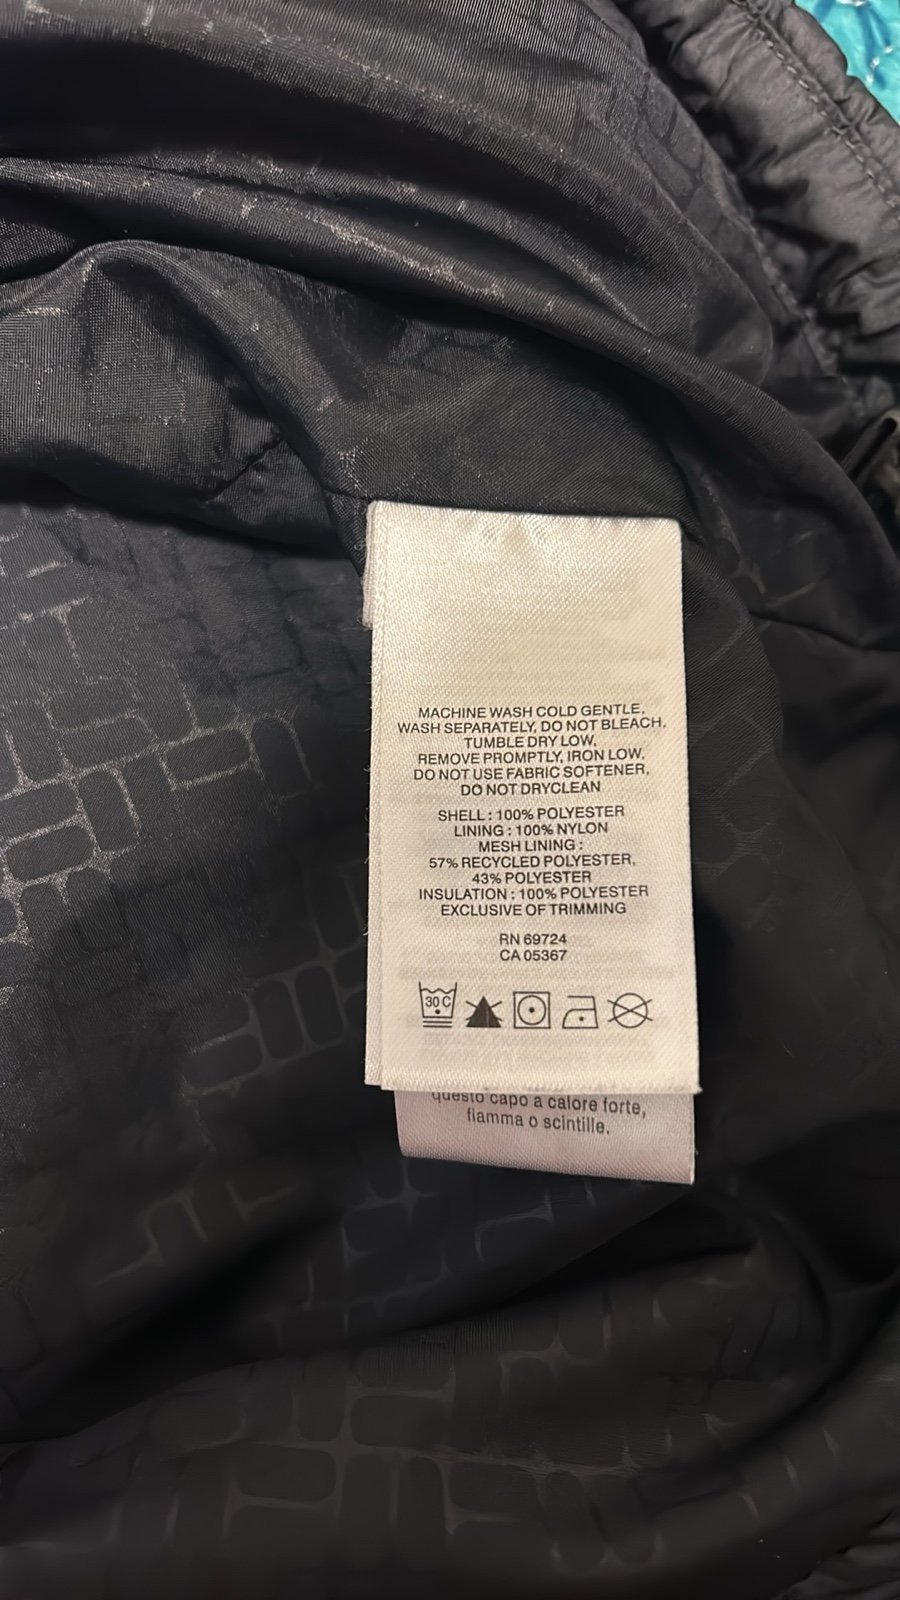 MACHINE WASH COLD GENTLE,
WASH SEPARATELY, DO NOT BLEACH,
TUMBLE DRY LOW,
REMOVE PROMPTLY, IRON LOW,
DO NOT USE FABRIC SOFTENER,
DO NOT DRYCLEAN
SHELL : 100% POLYESTER
LINING : 100% NYLON
MESH LINING :
57% RECYCLED POLYESTER,
43% POLYESTER
INSULATION : 100% POLYESTER
EXCLUSIVE OF TRIMMING
RN 69724
CA 05367
30 C
questo capo a calore forte,
fiamma o scintille.